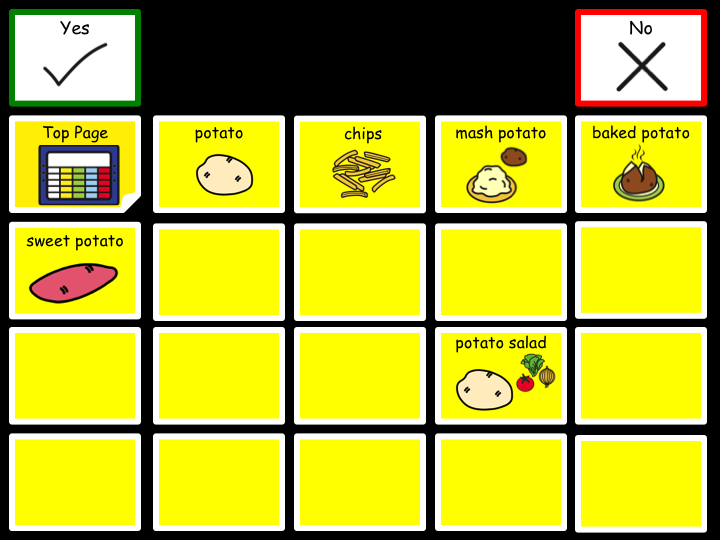 Yes
No
Top Page
potato
chips
mash potato
baked potato
sweet potato
potato salad